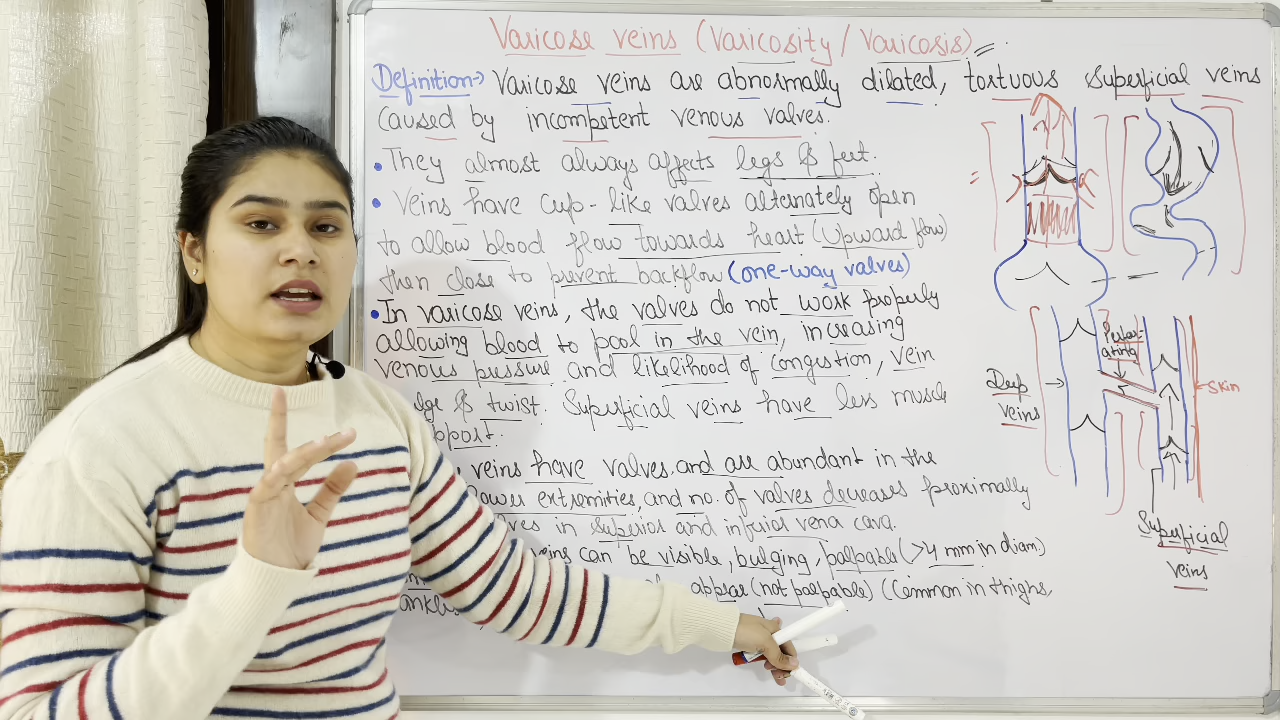 Varicose veins (Varicosity / Varicosis)
Definition→ Varicose veins are abnormally dilated, tortuous superficial veins
caused by incompetent venous valves.
• They almost always affects legs & feet.
• Veins have cup-like valves alternately open
to allow blood flow towards heart (Upward flow)
then close to prevent backflow (one-way valves)
• In varicose veins, the valves do not work properly
allowing blood to pool in the vein, increasing
venous pressure and likelihood of congestion, vein
& twist. Superficial veins have less muscle
veins have valves and are abundant in the
extremities, and no. of valves decreases proximally
in superior and inferior vena cava.
can be visible, bulging, palpable (>4 mm in diam)
appear (not palpable) (Common in thighs,
Perfor-
ating
Deep
veins
Skin
Superficial
veins